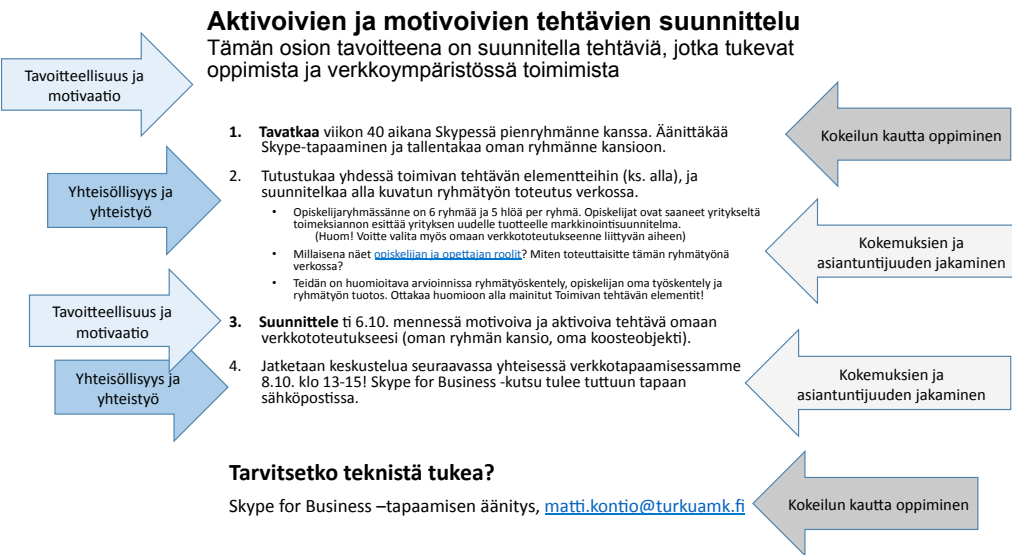 Aktivoivien ja motivoivien tehtävien suunnittelu
Tämän osion tavoitteena on suunnitella tehtäviä, jotka tukevat
oppimista ja verkkoympäristössä toimimista
Tavoitteellisuus ja
motivaatio
Kokeilun kautta oppiminen
1. Tavatkaa viikon 40 aikana Skypessä pienryhmänne kanssa. Äänittäkää
Skype-tapaaminen ja tallentakaa oman ryhmänne kansioon.
Yhteisöllisyys ja
yhteistyö
2. Tutustukaa yhdessä toimivan tehtävän elementteihin (ks. alla), ja
suunnitelkaa alla kuvatun ryhmätyön toteutus verkossa.
• Opiskelijaryhmässänne on 6 ryhmää ja 5 hlöä per ryhmä. Opiskelijat ovat saaneet yritykseltä
toimeksiannon esittää yrityksen uudelle tuotteelle markkinointisuunnitelma.
(Huom! Voitte valita myös omaan verkkototeutukseenne liittyvän aiheen)
Kokemuksien ja
asiantuntijuuden jakaminen
• Millaisena näet opiskelijan ja opettajan roolit? Miten toteuttaisitte tämän ryhmätyönä
verkossa?
• Teidän on huomioitava arvioinnissa ryhmätyöskentely, opiskelijan oma työskentely ja
ryhmätyön tuotos. Ottakaa huomioon alla mainitut Toimivan tehtävän elementit!
Tavoitteellisuus ja
motivaatio
3. Suunnittele ti 6.10. mennessä motivoiva ja aktivoiva tehtävä omaan
verkkototeutukseesi (oman ryhmän kansio, oma koosteobjekti).
Yhteisöllisyys ja
yhteistyö
4. Jatketaan keskustelua seuraavassa yhteisessä verkkotapaamisessamme
8.10. klo 13-15! Skype for Business -kutsu tulee tuttuun tapaan
sähköpostissa.
Kokemuksien ja
asiantuntijuuden jakaminen
Tarvitsetko teknistä tukea?
Skype for Business –tapaamisen äänitys, matti.kontio@turkuamk.fi
Kokeilun kautta oppiminen